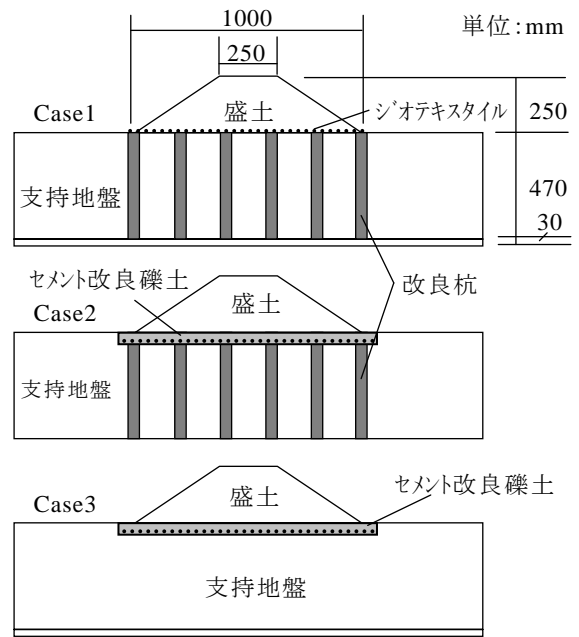 1000
単位:mm
250
Case1
盛土
ジオテキスタイル
250
支持地盤
470
30
セメント改良礫土
改良杭
盛土
Case2
支持地盤
セメント改良礫土
盛土
Case3
支持地盤